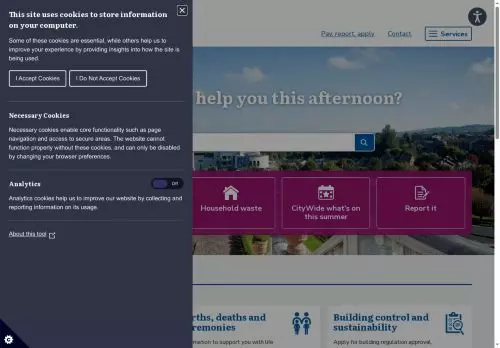 This site uses cookies to store information
on your computer.
Some of these cookies are essential, while others help us to
improve your experience by providing insights into how the site is
being used.
I Accept Cookies
I Do Not Accept Cookies
Necessary Cookies
Necessary cookies enable core functionality such as page
navigation and access to secure areas. The website cannot
function properly without these cookies, and can only be disabled
by changing your browser preferences.
Analytics
Off
Analytics cookies help us to improve our website by collecting and
reporting information on its usage.
About this tool
Pay, report, apply
Contact
Services
help you this afternoon?
Household waste
CityWide what's on
this summer
Report it
rths, deaths and
remonies
rmation to support you with life
Building control and
sustainability
Apply for building regulation approval,